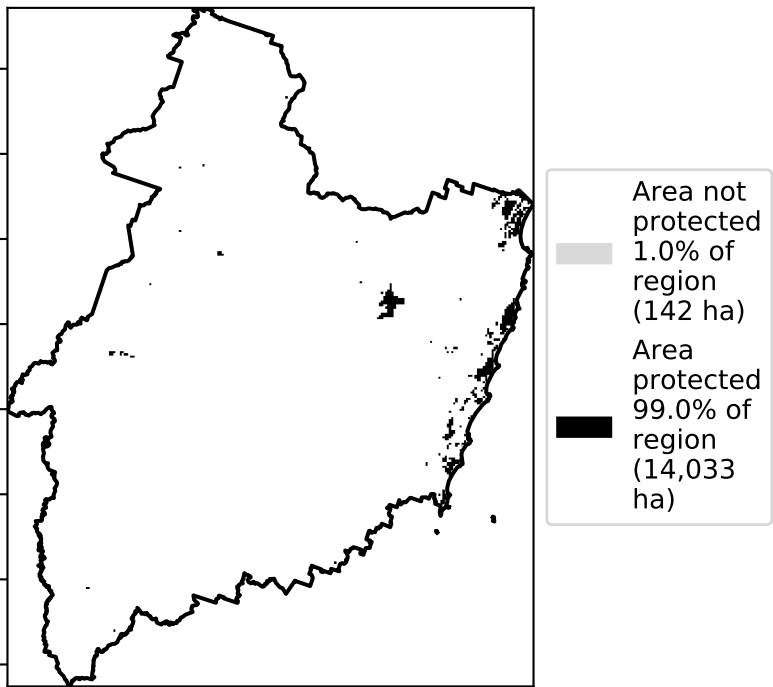 Area not
protected
1.0% of
region
(142 ha)
Area
protected
99.0% of
region
(14,033
ha)